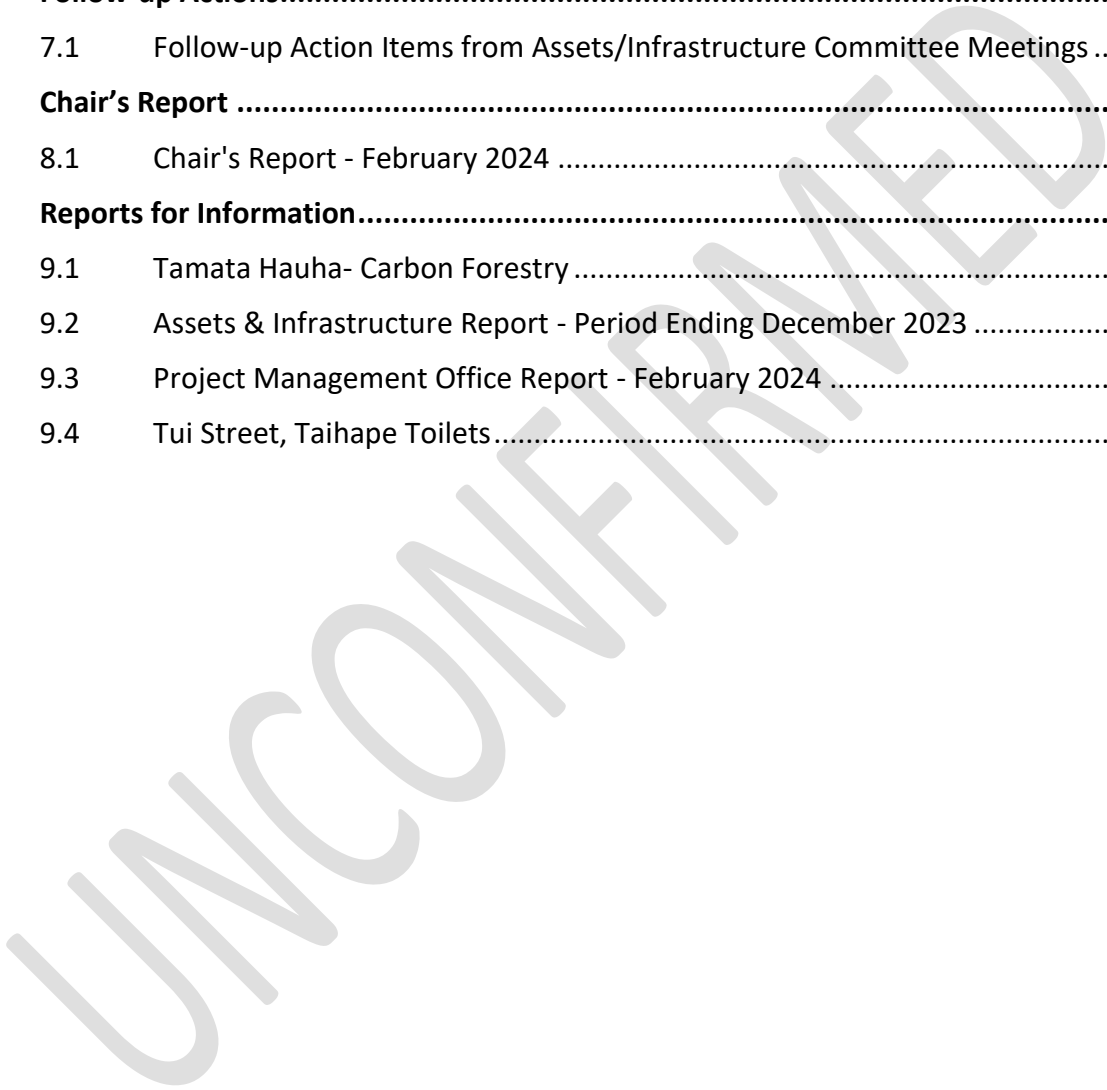 7.1 Follow-up Action Items from Assets/Infrastructure Committee Meetings ..
Chair's Report ..........................................................................................................
8.1 Chair's Report - February 2024 ................................................................
Reports for Information..........................................................................................
9.1 Tamata Hauha- Carbon Forestry ..............................................................
9.2 Assets & Infrastructure Report - Period Ending December 2023 ................
9.3 Project Management Office Report - February 2024 ................................
9.4 Tui Street, Taihape Toilets........................................................................
UNCONFIRMED